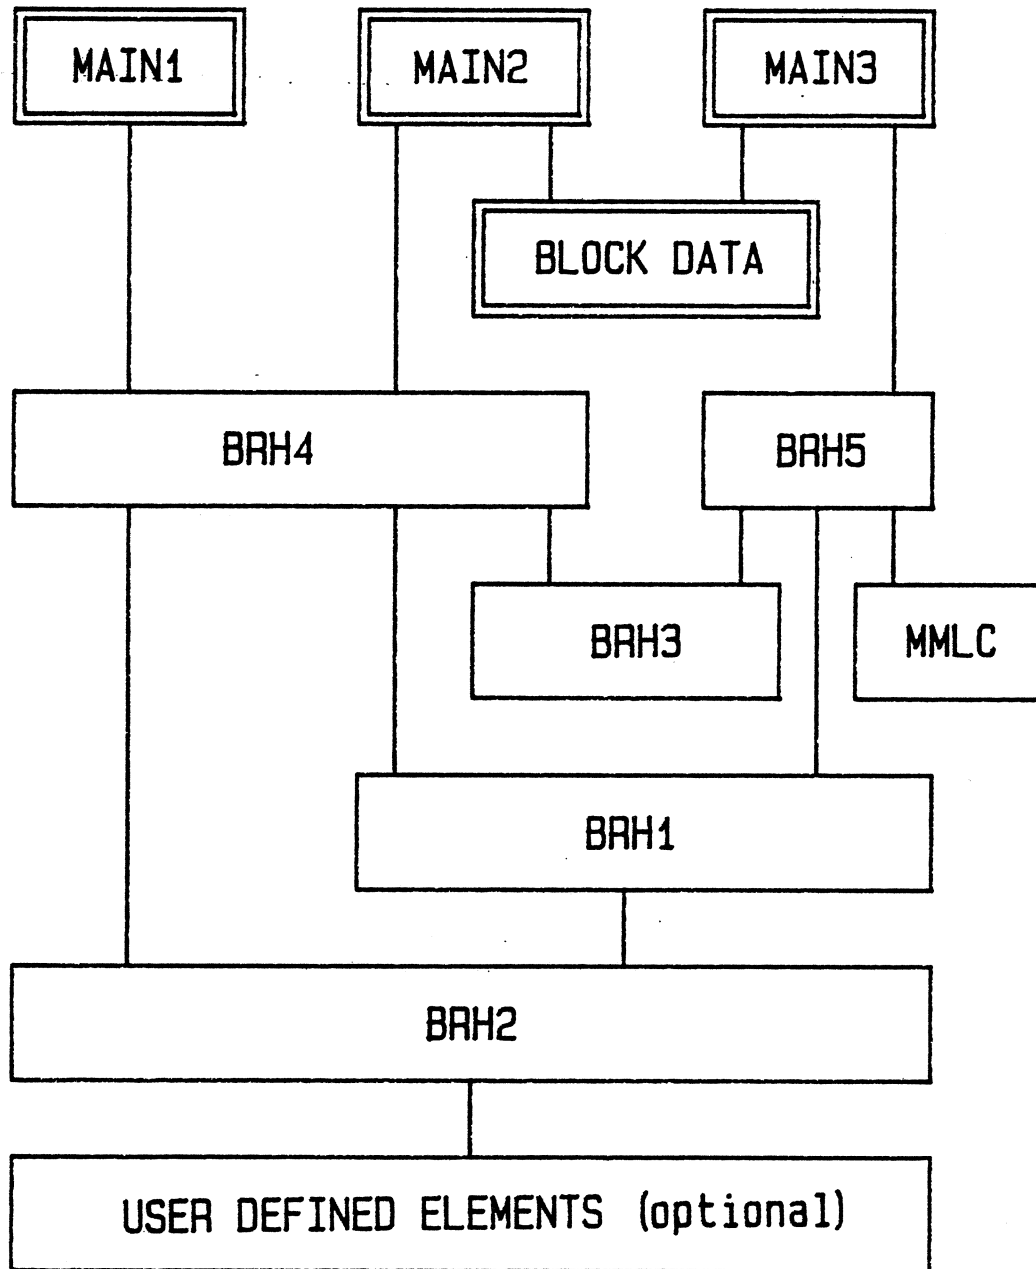 MAIN1
MAIN2
MAIN3
BLOCK DATA
BRH4
BRH5
BRH3
MMLC
BRH1
BRH2
USER DEFINED ELEMENTS (optional)